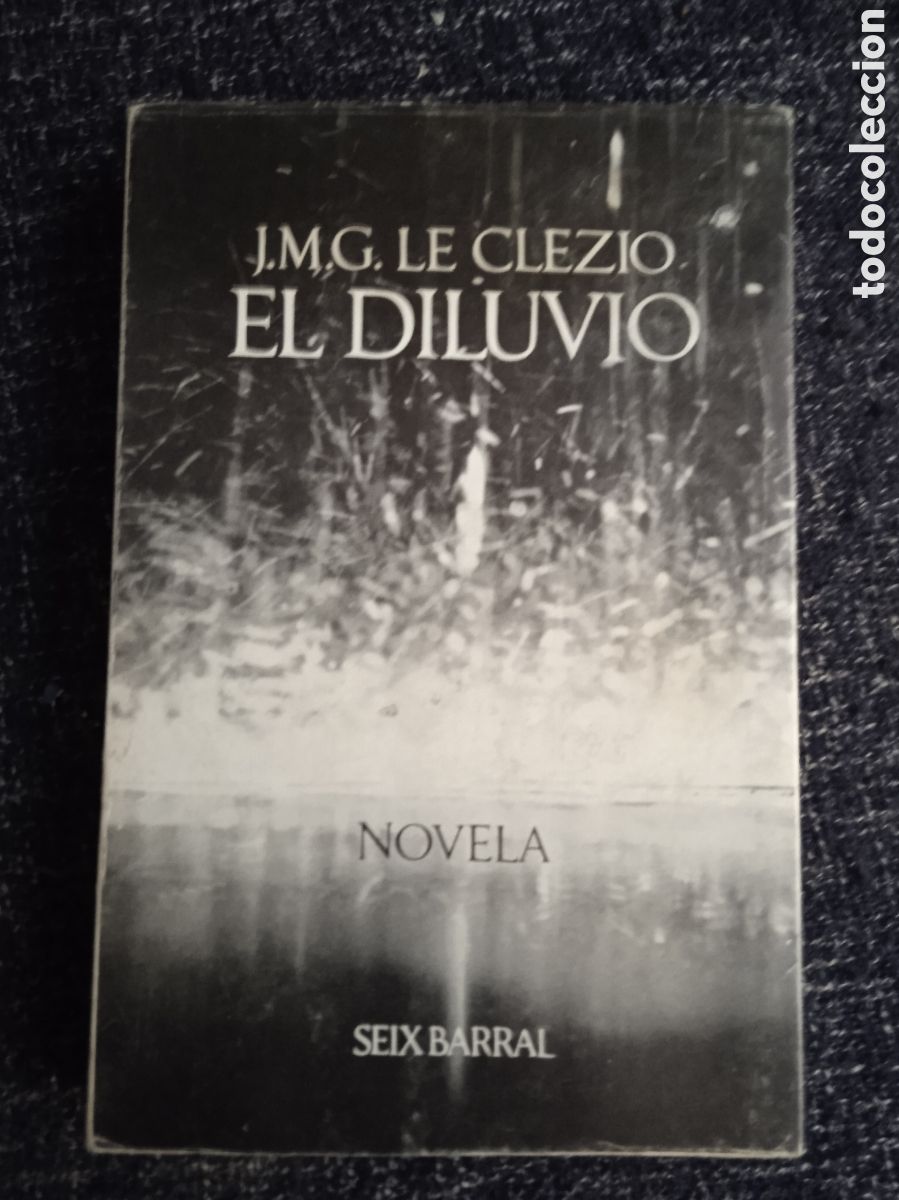 J.M.G. LE CLEZIO
EL DILUVIO
NOVELA
SEIX BARRAL
todocoleccion